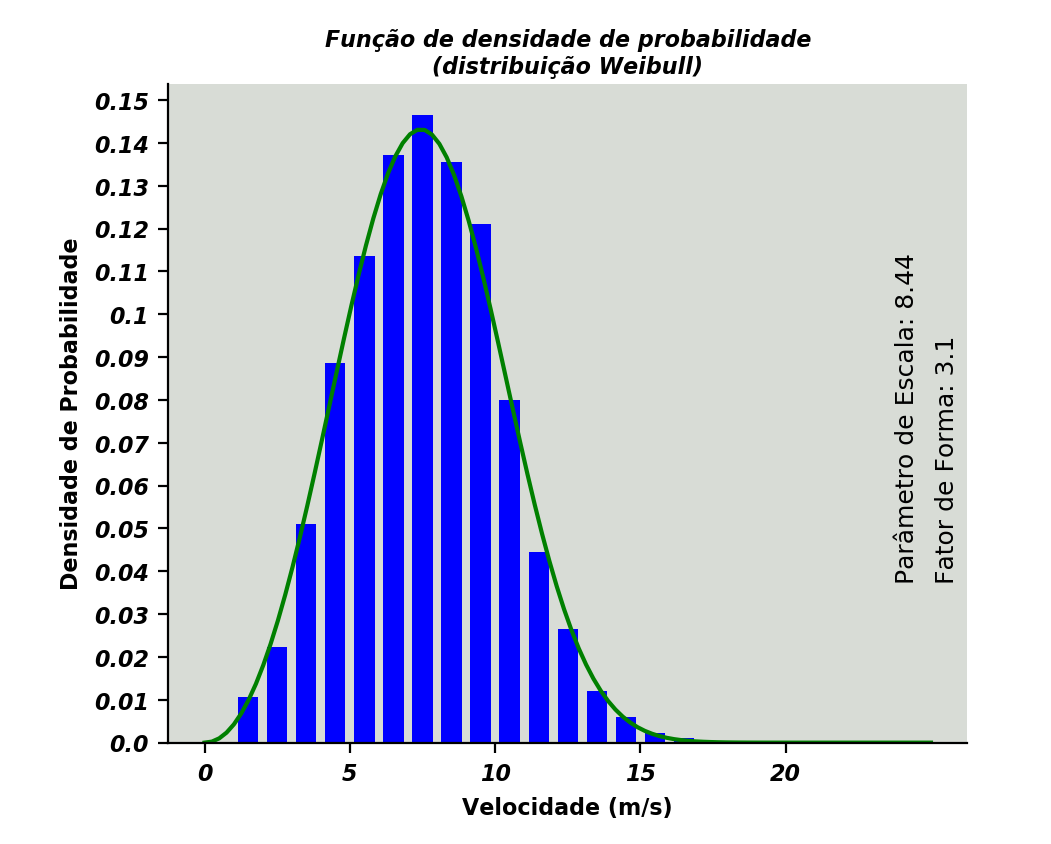 Função de densidade de probabilidade
(distribuição Weibull)
0.15
0.14
0.13
0.12
0.11
0.1
0.09
0.08
0.07
0.06
0.05
0.04
0.03
0.02
0.01
0.0
Densidade de Probabilidade
0 5 10 15 20
Velocidade (m/s)
Parâmetro de Escala: 8.44
Fator de Forma: 3.1